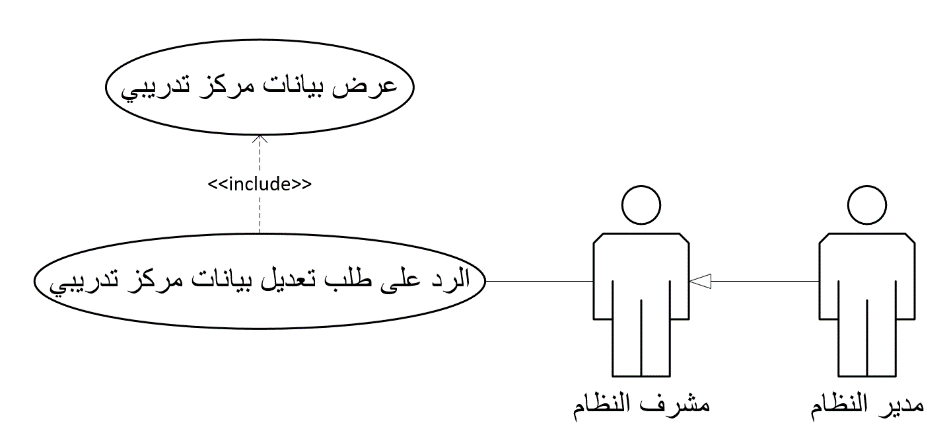 عرض بيانات مركز تدريبي
<<include>>
الرد على طلب تعديل بيانات مركز تدريبي
مشرف النظام
مدير النظام